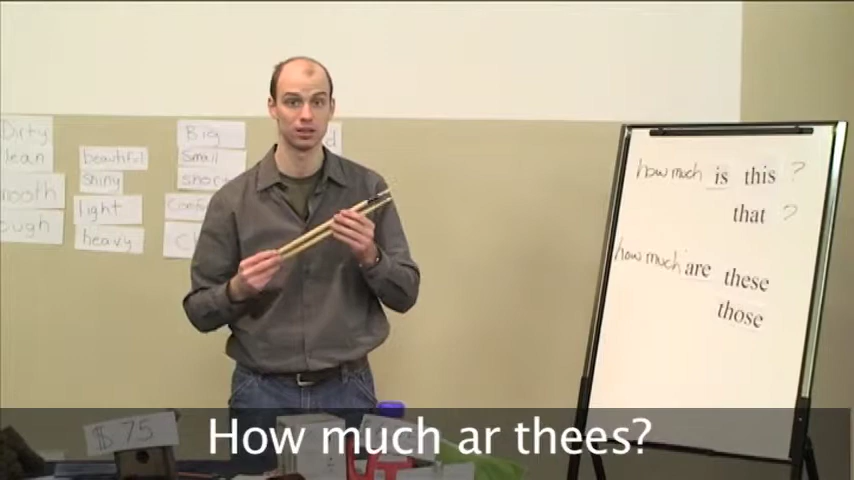 Dirty
lean
mooth
ough
beautiful
shiny
light
heavy
Big
small
short
d
how much is this ?
that ?
how much are these
those
$75
How much ar thees?